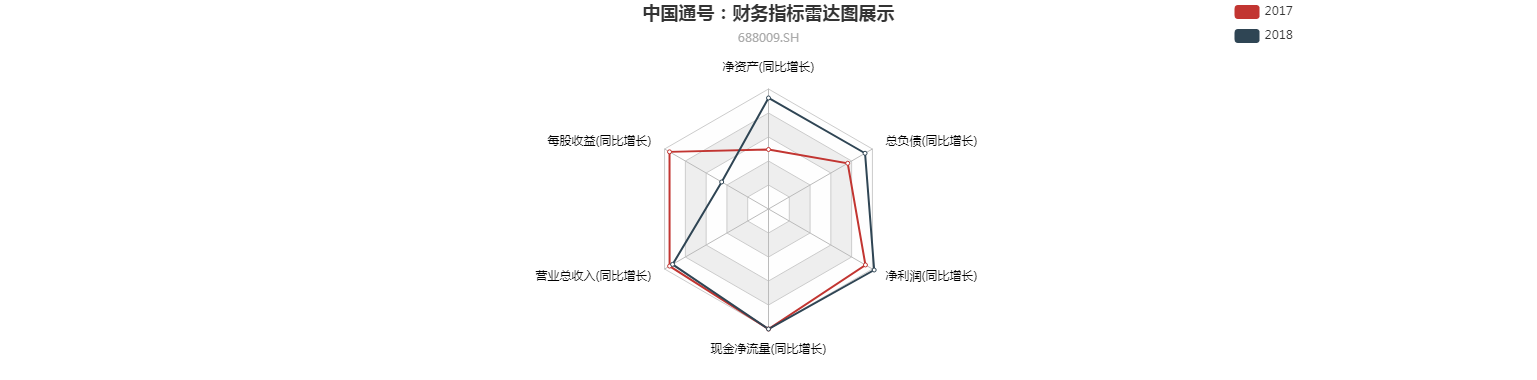 中国通号：财务指标雷达图展示
688009.SH
2017
2018
净资产(同比增长)
每股收益(同比增长)
总负债(同比增长)
营业总收入(同比增长)
净利润(同比增长)
现金净流量(同比增长)